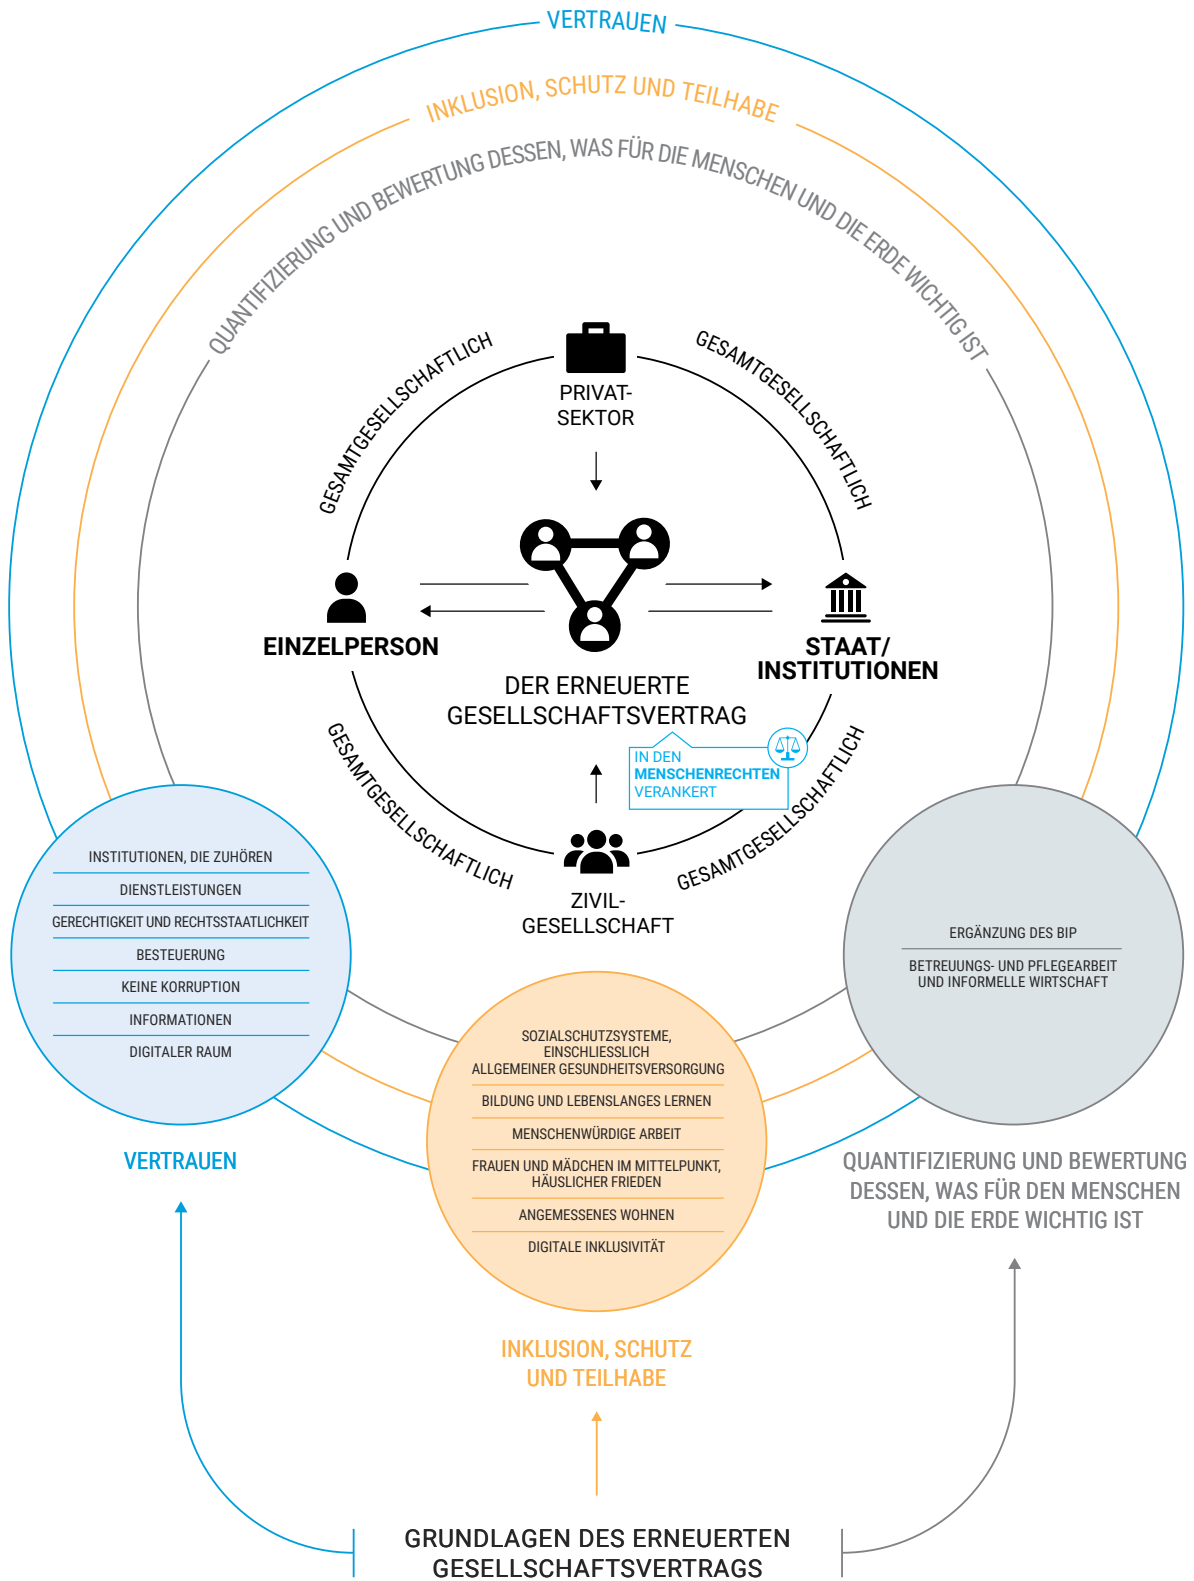 VERTRAUEN
INKLUSION, SCHUTZ UND TEILHABE
QUANTIFIZIERUNG UND BEWERTUNG DESSEN, WAS FÜR DIE MENSCHEN UND DIE ERDE WICHTIG IST
GESAMTGESELLSCHAFTLICH
GESAMTGESELLSCHAFTLICH
PRIVAT-
SEKTOR
EINZELPERSON
STAAT/
INSTITUTIONEN
DER ERNEUERTE
GESELLSCHAFTSVERTRAG
IN DEN
MENSCHENRECHTEN
VERANKERT
GESAMTGESELLSCHAFTLICH
GESAMTGESELLSCHAFTLICH
ZIVIL-
GESELLSCHAFT
INSTITUTIONEN, DIE ZUHÖREN
DIENSTLEISTUNGEN
GERECHTIGKEIT UND RECHTSSTAATLICHKEIT
BESTEUERUNG
KEINE KORRUPTION
INFORMATIONEN
DIGITALER RAUM
VERTRAUEN
SOZIALSCHUTZSYSTEME,
EINSCHLIESSLICH
ALLGEMEINER GESUNDHEITSVERSORGUNG
BILDUNG UND LEBENSLANGES LERNEN
MENSCHENWÜRDIGE ARBEIT
FRAUEN UND MÄDCHEN IM MITTELPUNKT,
HÄUSLICHER FRIEDEN
ANGEMESSENES WOHNEN
DIGITALE INKLUSIVITÄT
INKLUSION, SCHUTZ
UND TEILHABE
ERGÄNZUNG DES BIP
BETREUUNGS- UND PFLEGEARBEIT
UND INFORMELLE WIRTSCHAFT
QUANTIFIZIERUNG UND BEWERTUNG
DESSEN, WAS FÜR DEN MENSCHEN
UND DIE ERDE WICHTIG IST
GRUNDLAGEN DES ERNEUERTEN
GESELLSCHAFTSVERTRAGS